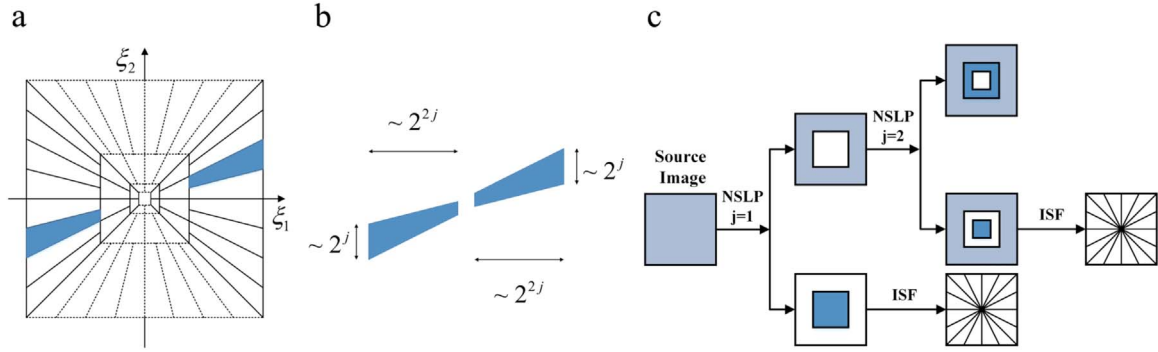 a
b
c
ξ2
ξ1
~ 2^{2j}
~ 2^j
~ 2^j
~ 2^{2j}
Source
Image
NSLP
j=1
NSLP
j=2
ISF
ISF